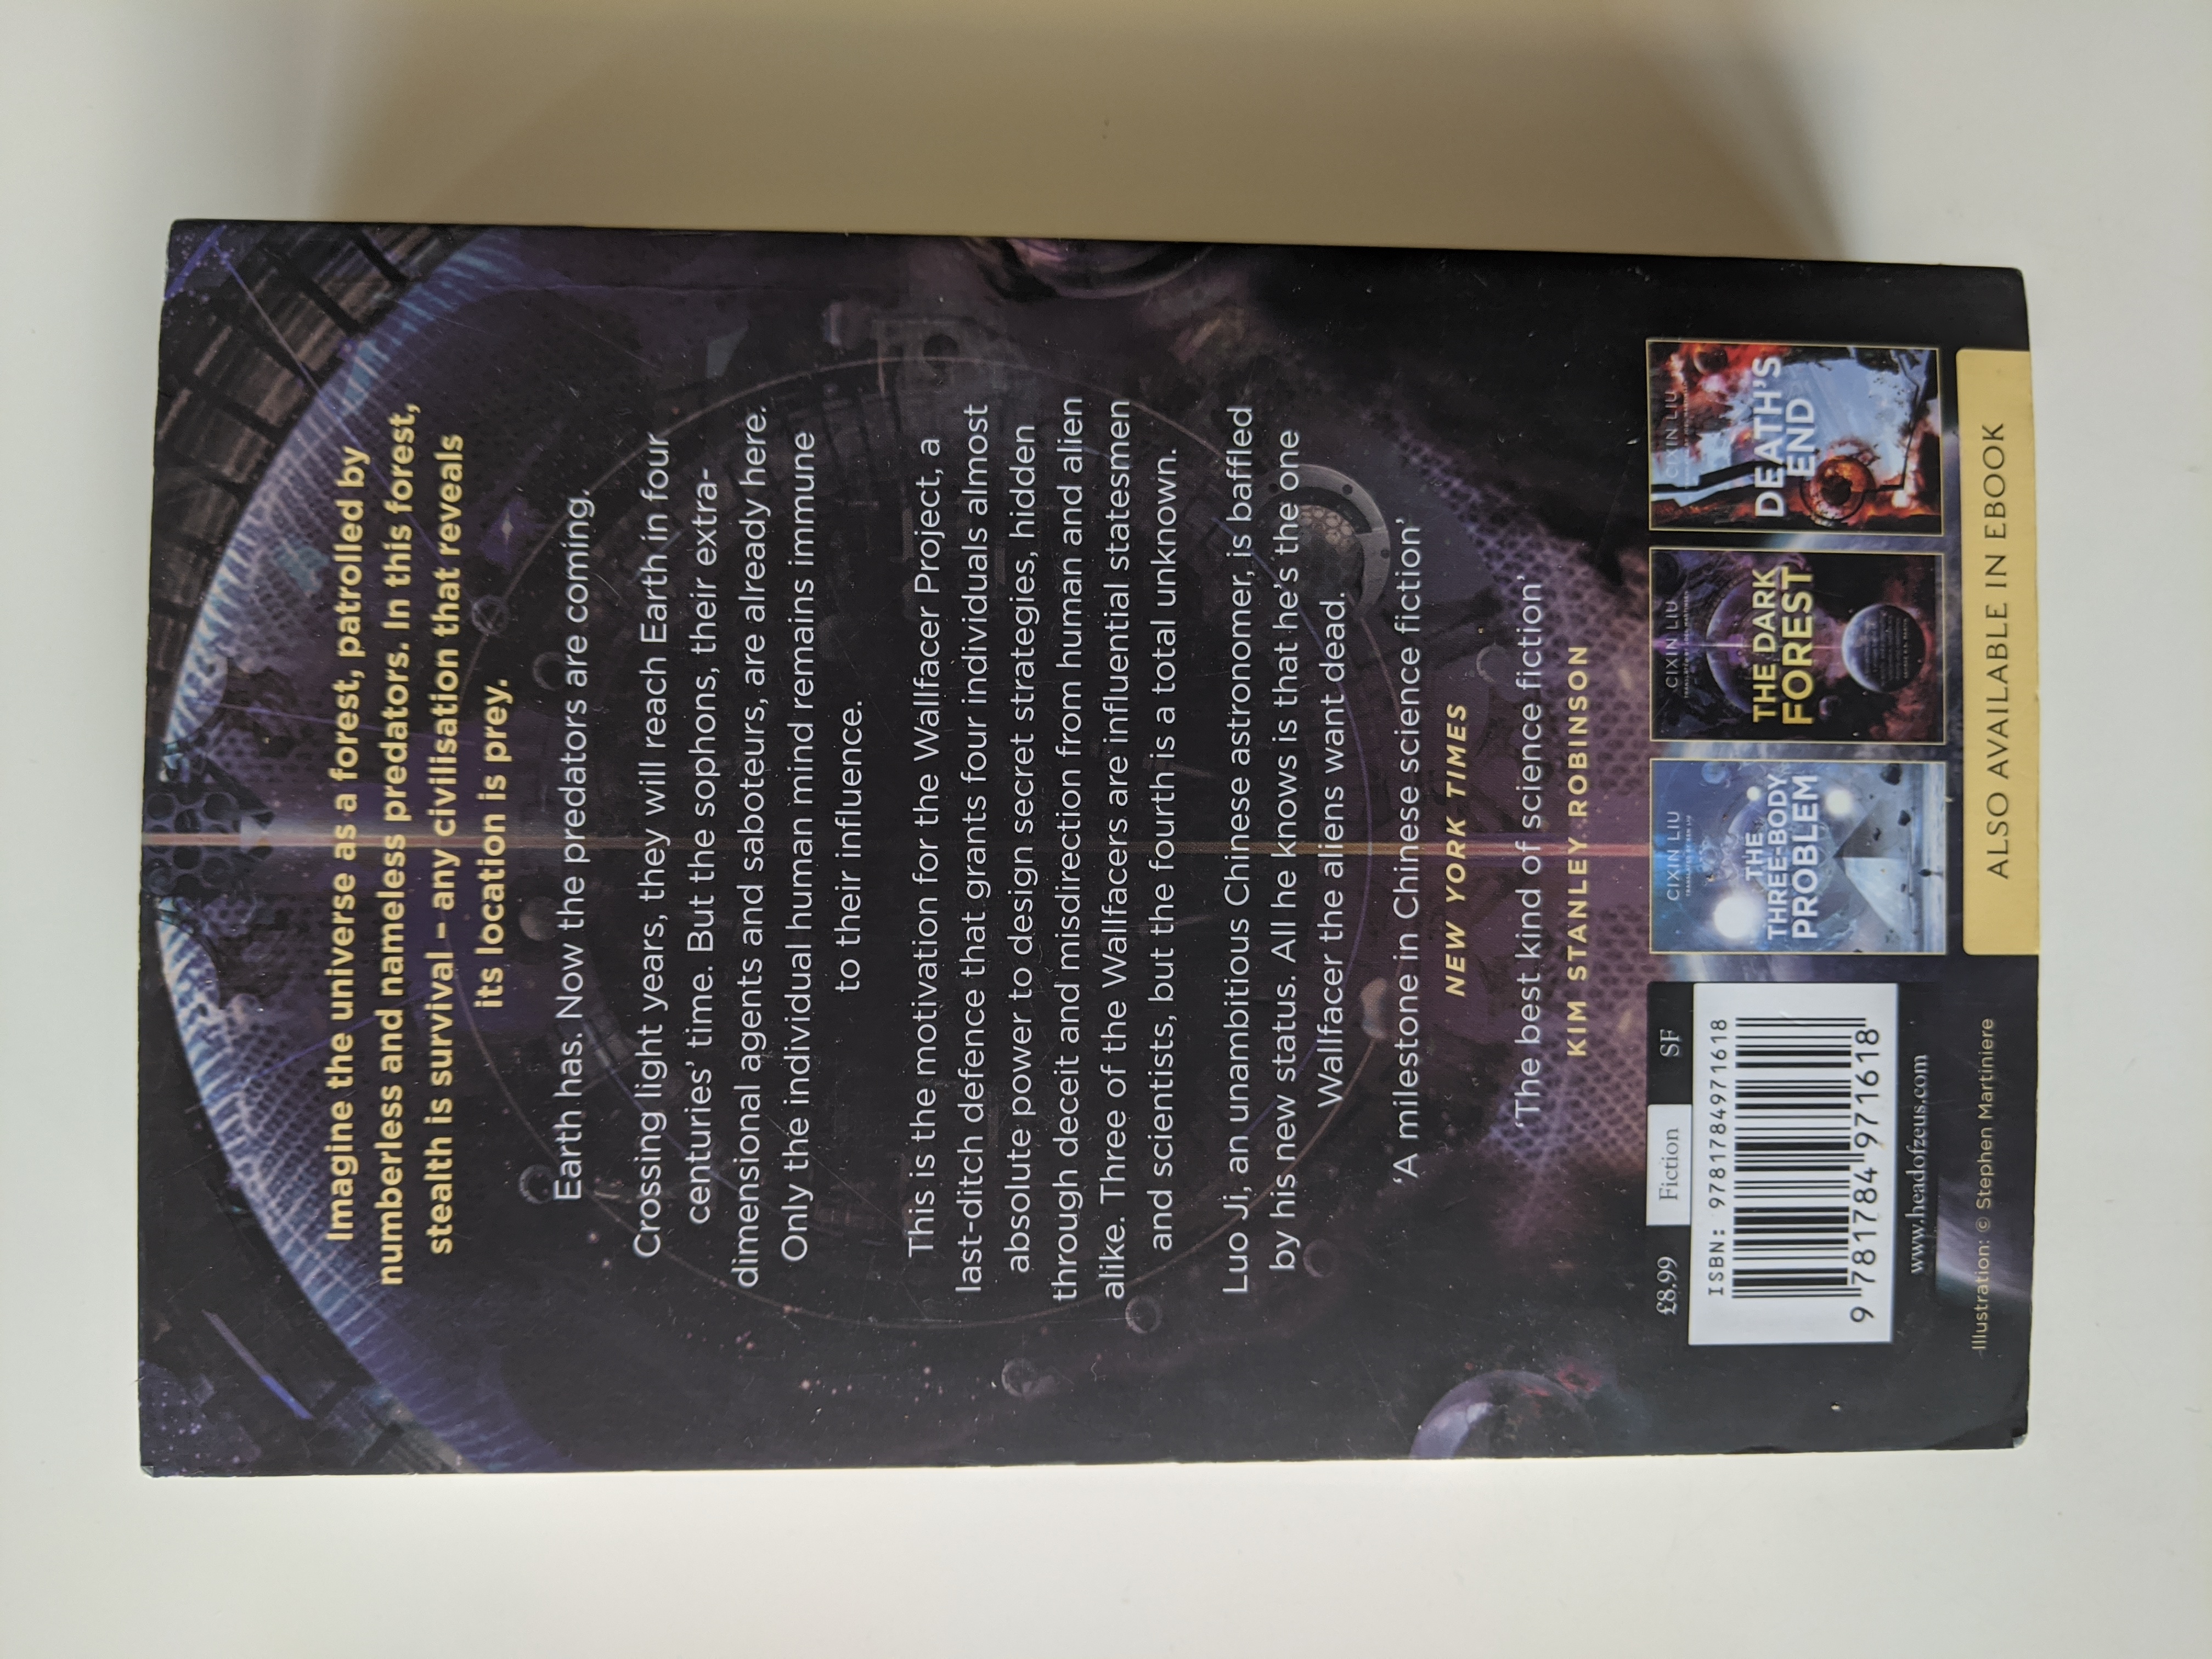 Imagine the universe as a forest, patrolled by
numberless and nameless predators. In this forest,
stealth is survival – any civilisation that reveals
its location is prey.
Earth has. Now the predators are coming.
Crossing light years, they will reach Earth in four
centuries' time. But the sophons, their extra-
dimensional agents and saboteurs, are already here.
Only the individual human mind remains immune
to their influence.
This is the motivation for the Wallfacer Project, a
last-ditch defence that grants four individuals almost
absolute power to design secret strategies, hidden
through deceit and misdirection from human and alien
alike. Three of the Wallfacers are influential statesmen
and scientists, but the fourth is a total unknown.
Luo Ji, an unambitious Chinese astronomer, is baffled
by his new status. All he knows is that he's the one
Wallfacer the aliens want dead.
'A milestone in Chinese science fiction'
NEW YORK TIMES
'The best kind of science fiction'
KIM STANLEY ROBINSON
£8.99 Fiction SF
ISBN: 9781784971618
9 781784 971618
www.headofzeus.com
Illustration: © Stephen Martiniere
CIXIN LIU
THE
THREE-BODY
PROBLEM
CIXIN LIU
THE DARK
FOREST
CIXIN LIU
DEATH'S
END
ALSO AVAILABLE IN EBOOK